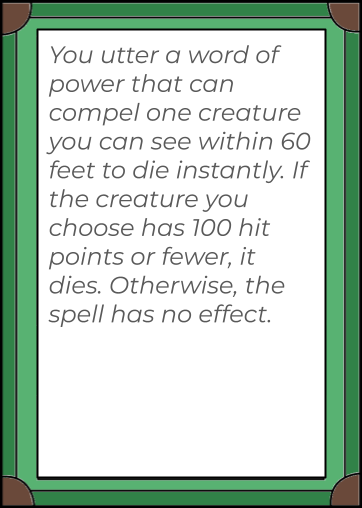 You utter a word of
power that can
compel one creature
you can see within 60
feet to die instantly. If
the creature you
choose has 100 hit
points or fewer, it
dies. Otherwise, the
spell has no effect.